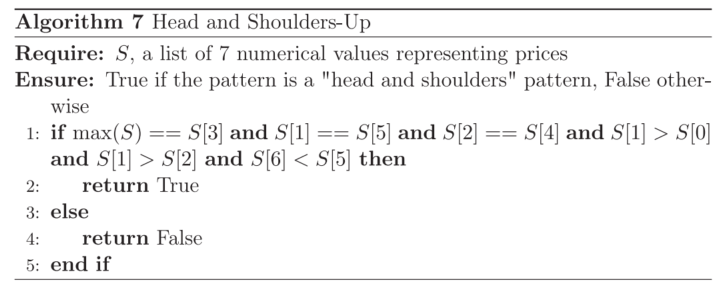 Algorithm 7 Head and Shoulders-Up
Require: S, a list of 7 numerical values representing prices
Ensure: True if the pattern is a "head and shoulders" pattern, False other-
wise
1: if max(S) == S[3] and S[1] == S[5] and S[2] == S[4] and S[1] > S[0]
and S[1] > S[2] and S[6] < S[5] then
2: return True
3: else
4: return False
5: end if